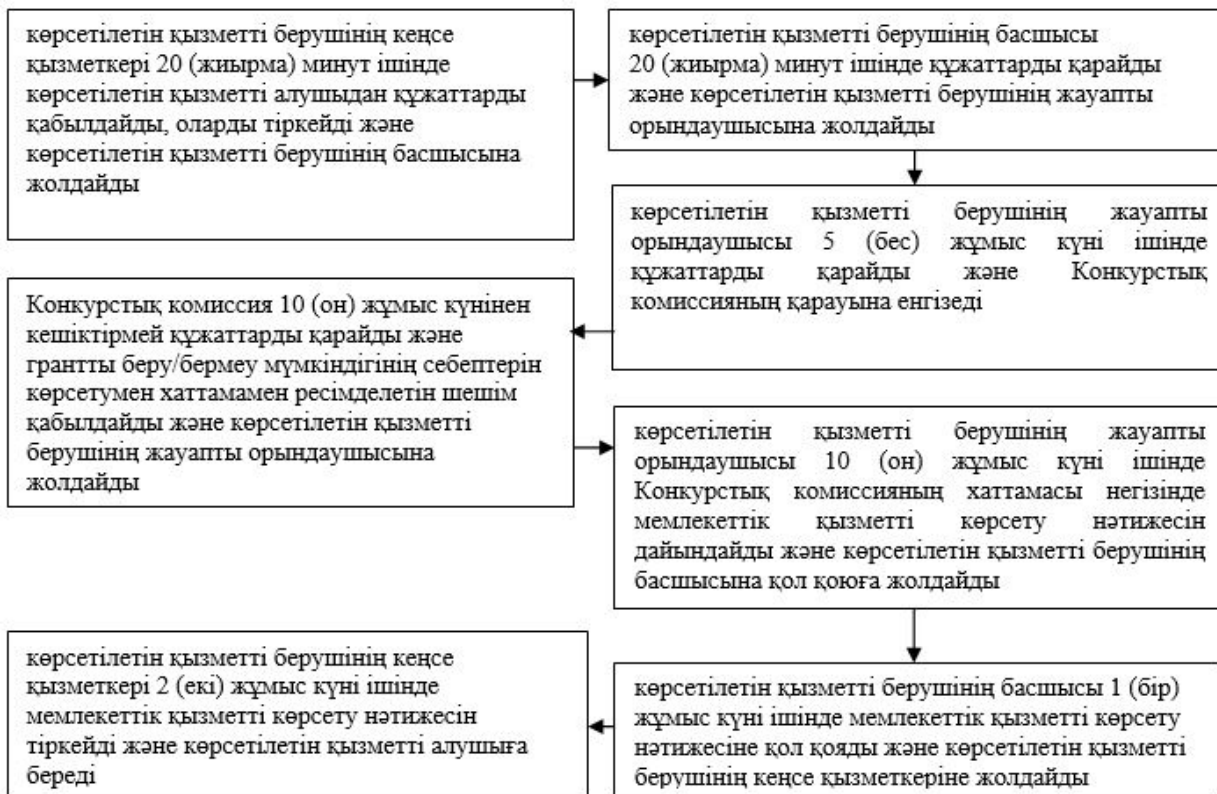 көрсетілетін қызметті берушінің кеңсе
қызметкері 20 (жиырма) минут ішінде
көрсетілетін қызметті алушыдан құжаттарды
қабылдайды, оларды тіркейді және
көрсетілетін қызметті берушінің басшысына
жолдайды
көрсетілетін қызметті берушінің басшысы
20 (жиырма) минут ішінде құжаттарды қарайды
және көрсетілетін қызметті берушінің жауапты
орындаушысына жолдайды
көрсетілетін қызметті берушінің жауапты
орындаушысы 5 (бес) жұмыс күні ішінде
құжаттарды қарайды және Конкурстық
комиссияның қарауына енгізеді
Конкурстық комиссия 10 (он) жұмыс күнінен
кешіктірмей құжаттарды қарайды және
грантты беру/бермеу мүмкіндігінің себептерін
көрсетумен хаттамамен ресімделетін шешім
қабылдайды және көрсетілетін қызметті
берушінің жауапты орындаушысына
жолдайды
көрсетілетін қызметті берушінің жауапты
орындаушысы 10 (он) жұмыс күні ішінде
Конкурстық комиссияның хаттамасы негізінде
мемлекеттік қызметті көрсету нәтижесін
дайындайды және көрсетілетін қызметті берушінің
басшысына қол қоюға жолдайды
көрсетілетін қызметті берушінің басшысы 1 (бір)
жұмыс күні ішінде мемлекеттік қызметті көрсету
нәтижесіне қол қояды және көрсетілетін қызметті
берушінің кеңсе қызметкеріне жолдайды
көрсетілетін қызметті берушінің кеңсе
қызметкері 2 (екі) жұмыс күні ішінде
мемлекеттік қызметті көрсету нәтижесін
тіркейді және көрсетілетін қызметті алушыға
береді